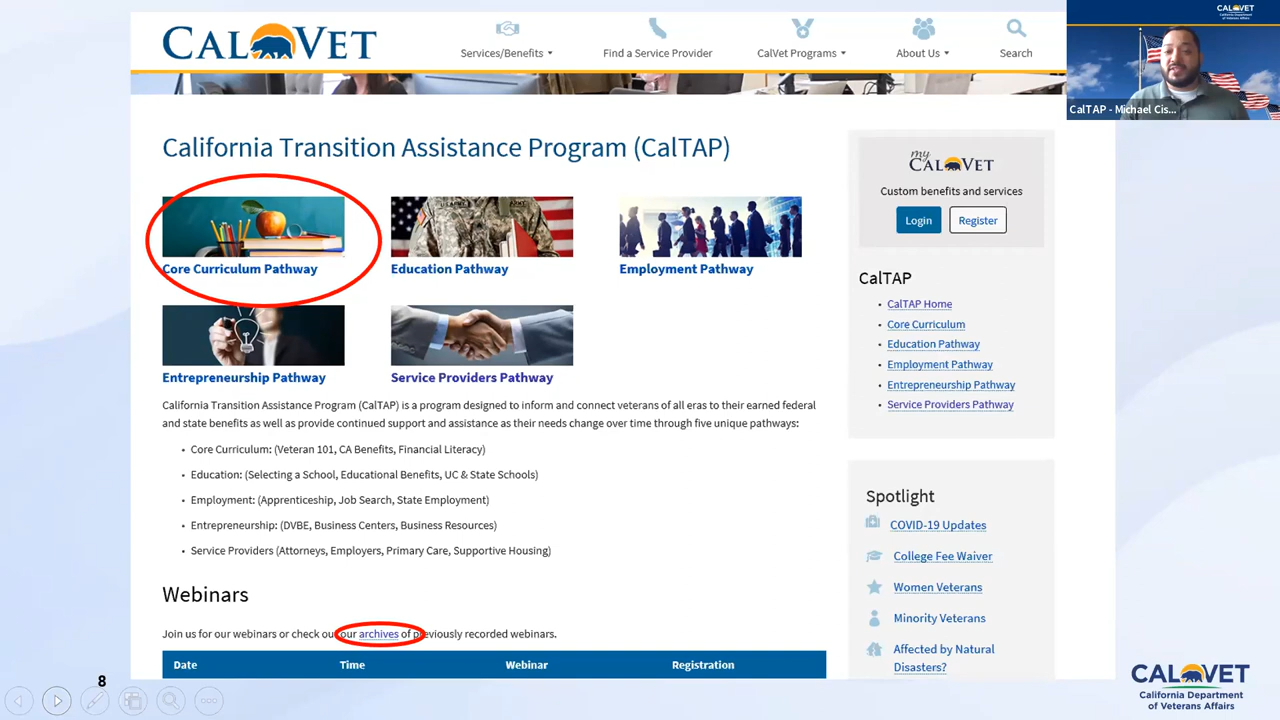 CALVET
Services/Benefits
Find a Service Provider
CalVet Programs
About Us
Search
CALVET
California Department
of Veterans Affairs
CalTAP - Michael Cis...
California Transition Assistance Program (CalTAP)
Core Curriculum Pathway
Education Pathway
Employment Pathway
Entrepreneurship Pathway
Service Providers Pathway
California Transition Assistance Program (CalTAP) is a program designed to inform and connect veterans of all eras to their earned federal
and state benefits as well as provide continued support and assistance as their needs change over time through five unique pathways:
• Core Curriculum: (Veteran 101, CA Benefits, Financial Literacy)
• Education: (Selecting a School, Educational Benefits, UC & State Schools)
• Employment: (Apprenticeship, Job Search, State Employment)
• Entrepreneurship: (DVBE, Business Centers, Business Resources)
• Service Providers (Attorneys, Employers, Primary Care, Supportive Housing)
Webinars
Join us for our webinars or check out our archives of previously recorded webinars.
Date Time Webinar Registration
my
CALVET
Custom benefits and services
Login Register
CalTAP
• CalTAP Home
• Core Curriculum
• Education Pathway
• Employment Pathway
• Entrepreneurship Pathway
• Service Providers Pathway
Spotlight
COVID-19 Updates
College Fee Waiver
Women Veterans
Minority Veterans
Affected by Natural
Disasters?
8
CALVET
California Department
of Veterans Affairs